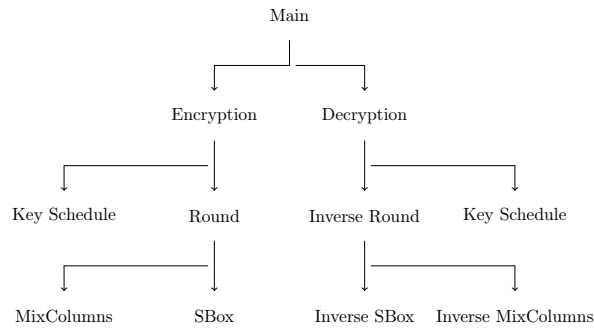 Main
Encryption Decryption
Key Schedule Round Inverse Round Key Schedule
MixColumns SBox Inverse SBox Inverse MixColumns